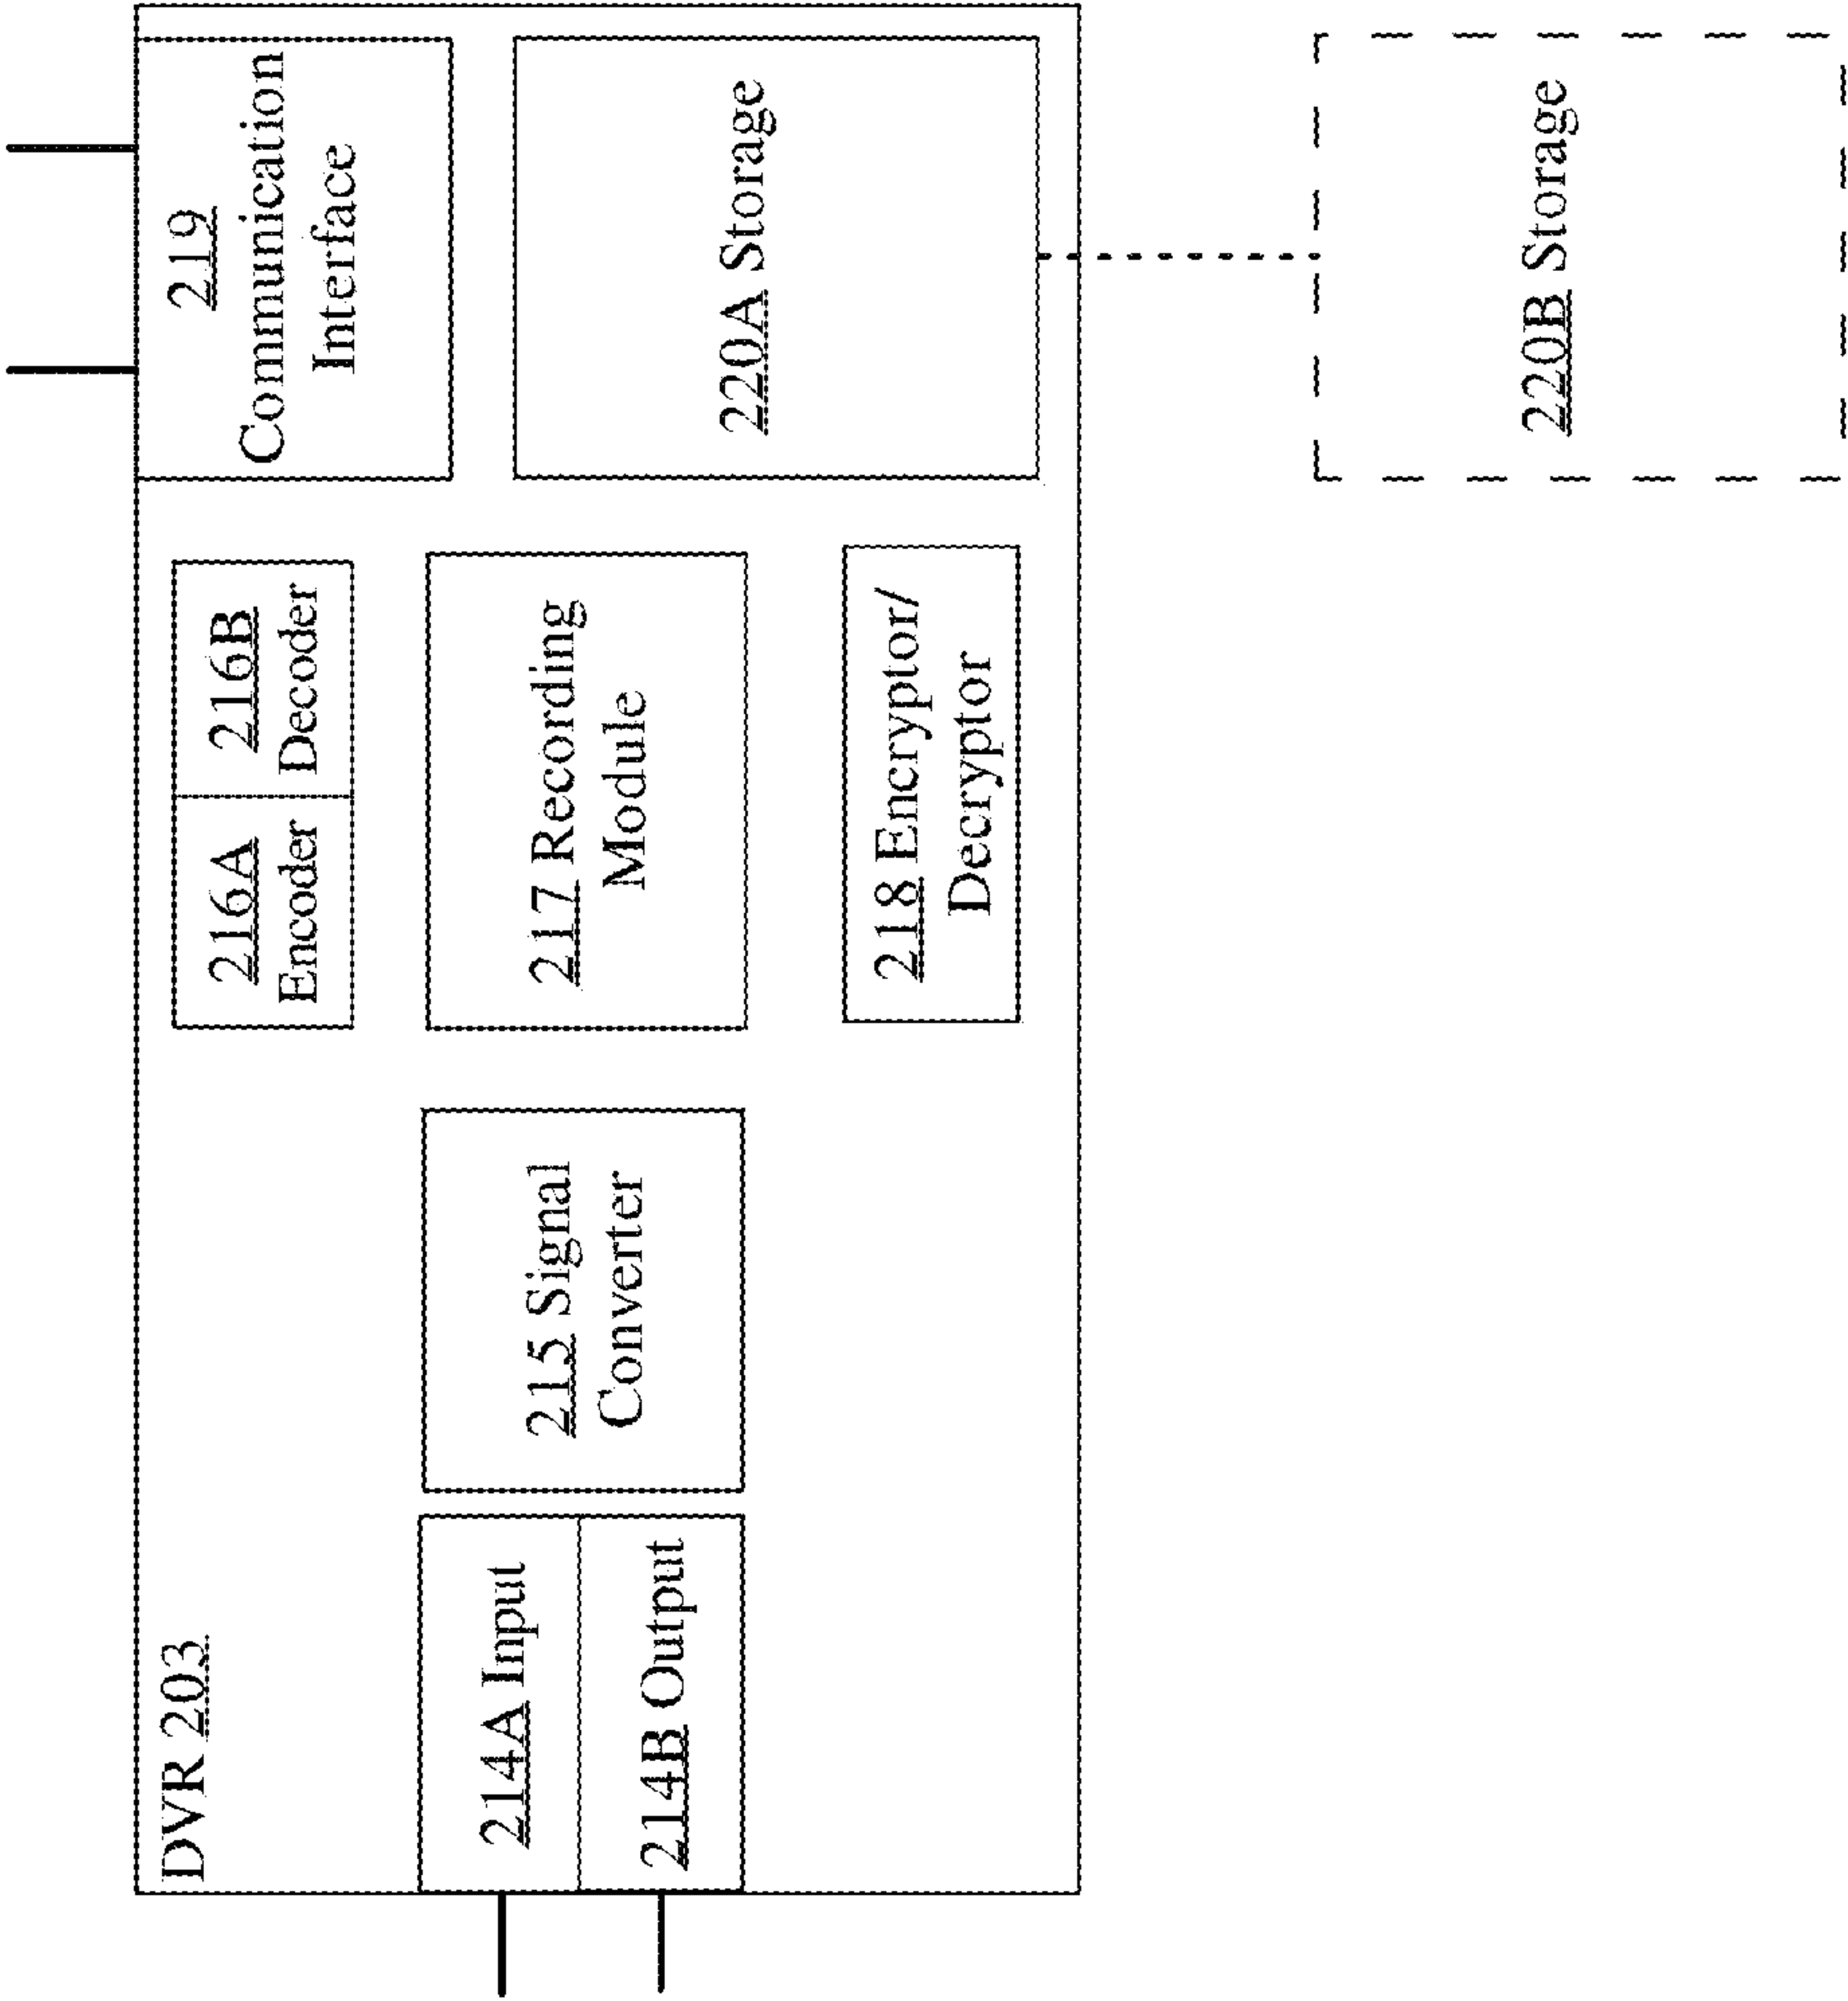 DVR 203
214A Input
214B Output
215 Signal
Converter
216A
Encoder
216B
Decoder
217 Recording
Module
218 Encryptor/
Decryptor
219
Communication
Interface
220A Storage
220B Storage